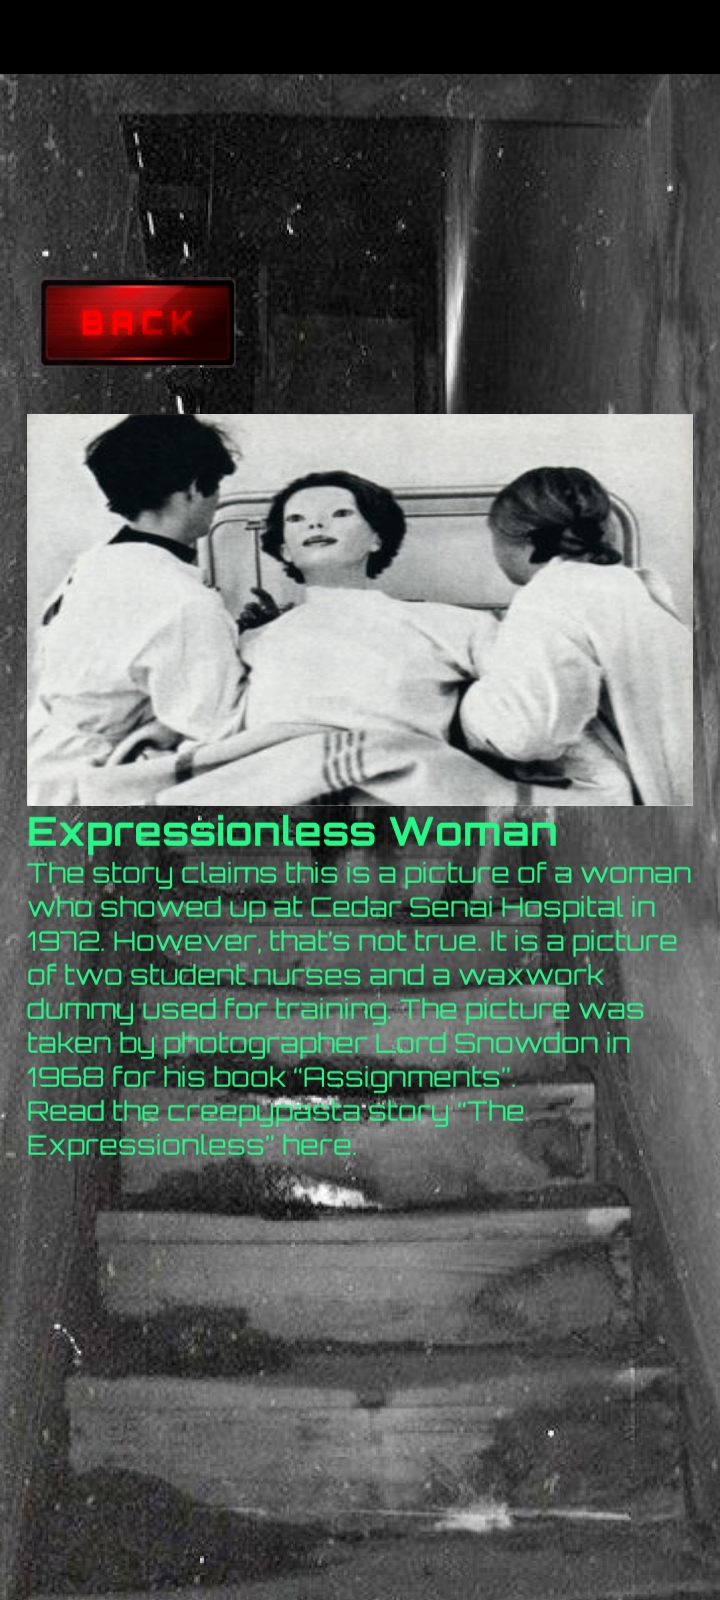 BACK
Expressionless Woman
The story claims this is a picture of a woman
who showed up at Cedar Senai Hospital in
1972. However, that's not true. It is a picture
of two student nurses and a waxwork
dummy used for training. The picture was
taken by photographer Lord Snowdon in
1968 for his book “Assignments”.
Read the creepypasta story “The
Expressionless” here.